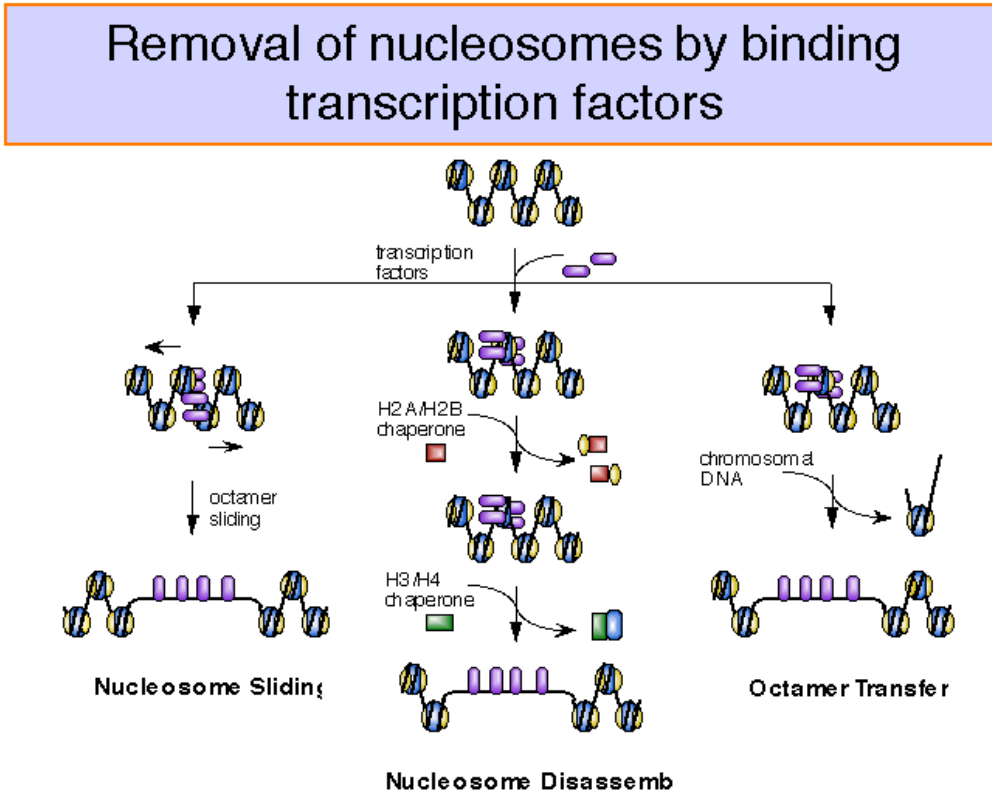 Removal of nucleosomes by binding
transcription factors
transcription
factors
H2A/H2B
chaperone
chromosomal
DNA
octamer
sliding
H3/H4
chaperone
Nucleosome Sliding
Octamer Transfer
Nucleosome Disassemb